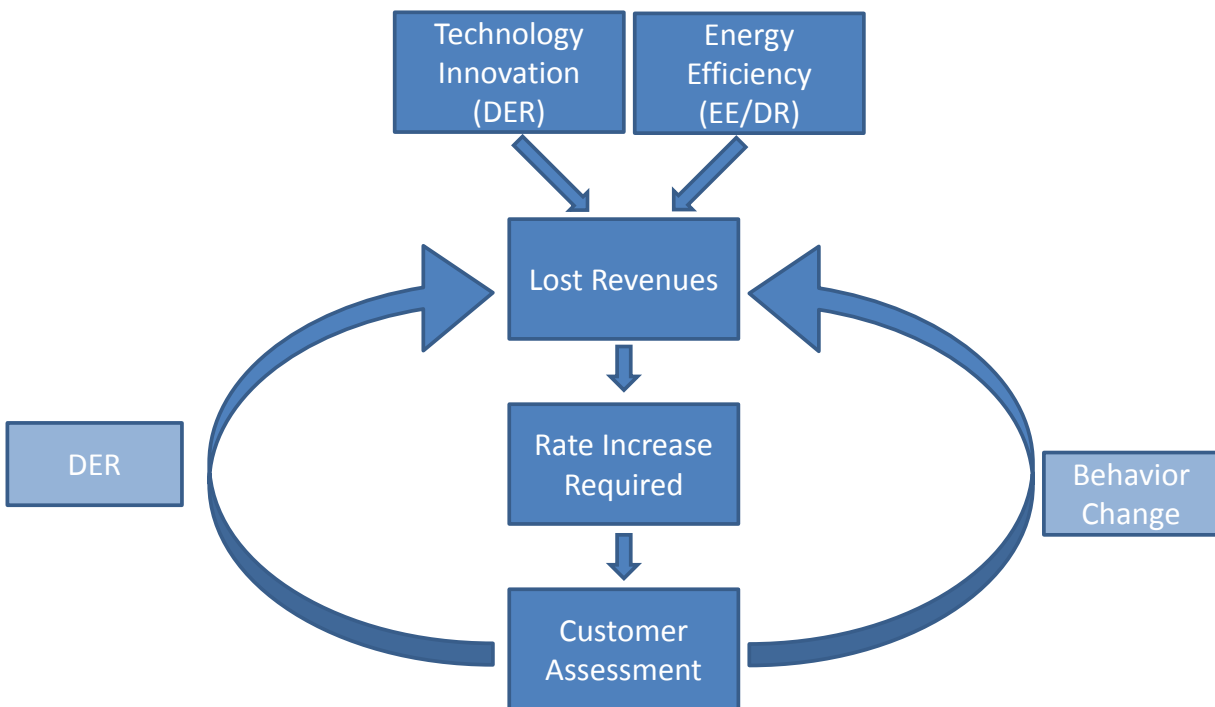 Technology
Innovation
(DER)
Energy
Efficiency
(EE/DR)
Lost Revenues
DER
Rate Increase
Required
Behavior
Change
Customer
Assessment